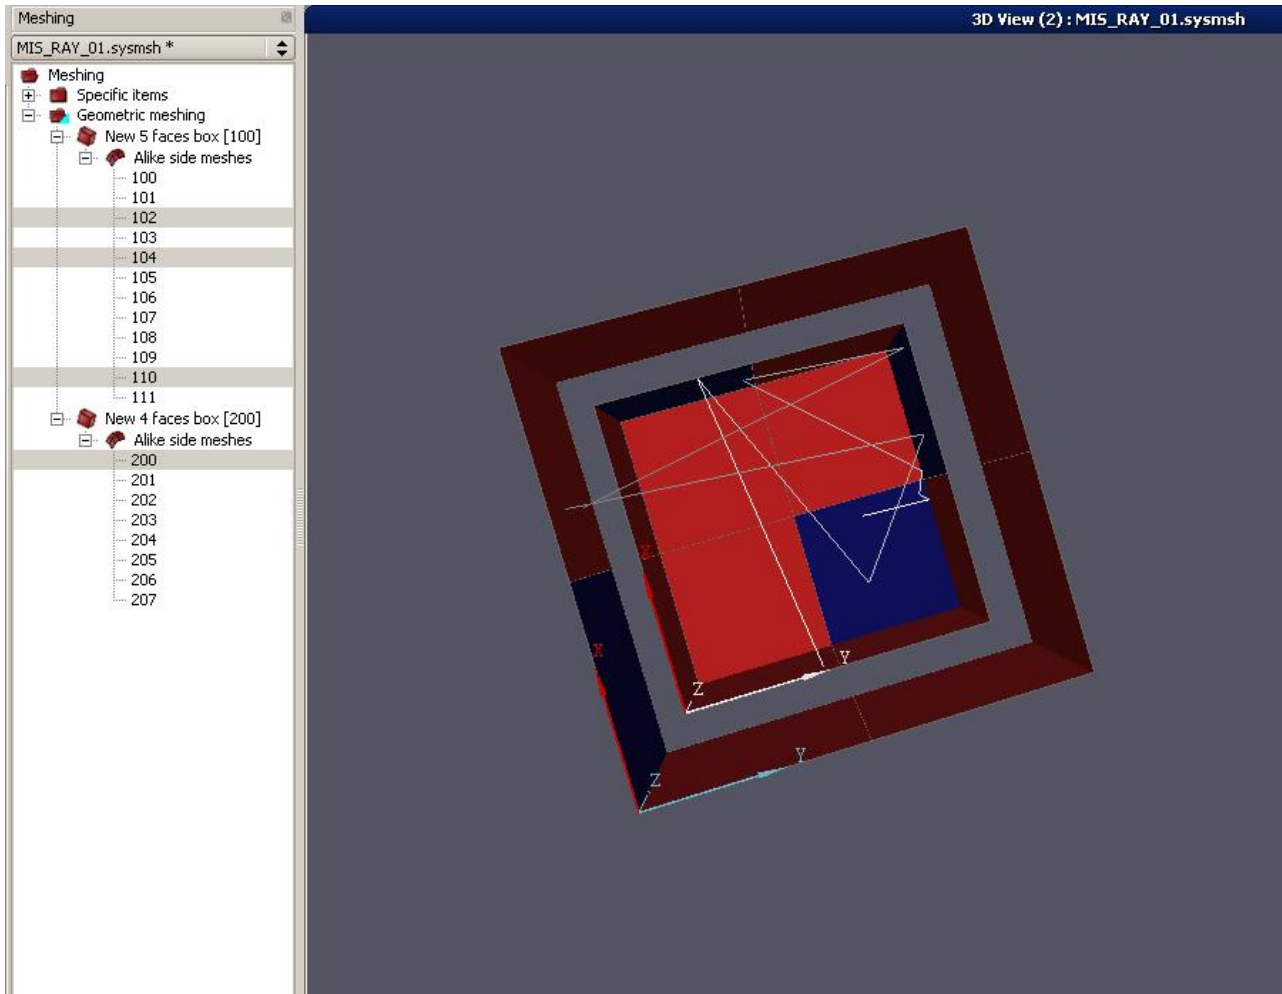 Meshing
3D View (2) : MIS_RAY_01.sysmsh
MIS_RAY_01.sysmsh *
Meshing
Specific items
Geometric meshing
New 5 faces box [100]
Alike side meshes
100
101
102
103
104
105
106
107
108
109
110
111
New 4 faces box [200]
Alike side meshes
200
201
202
203
204
205
206
207
X
X
Y
Z
Y
Z